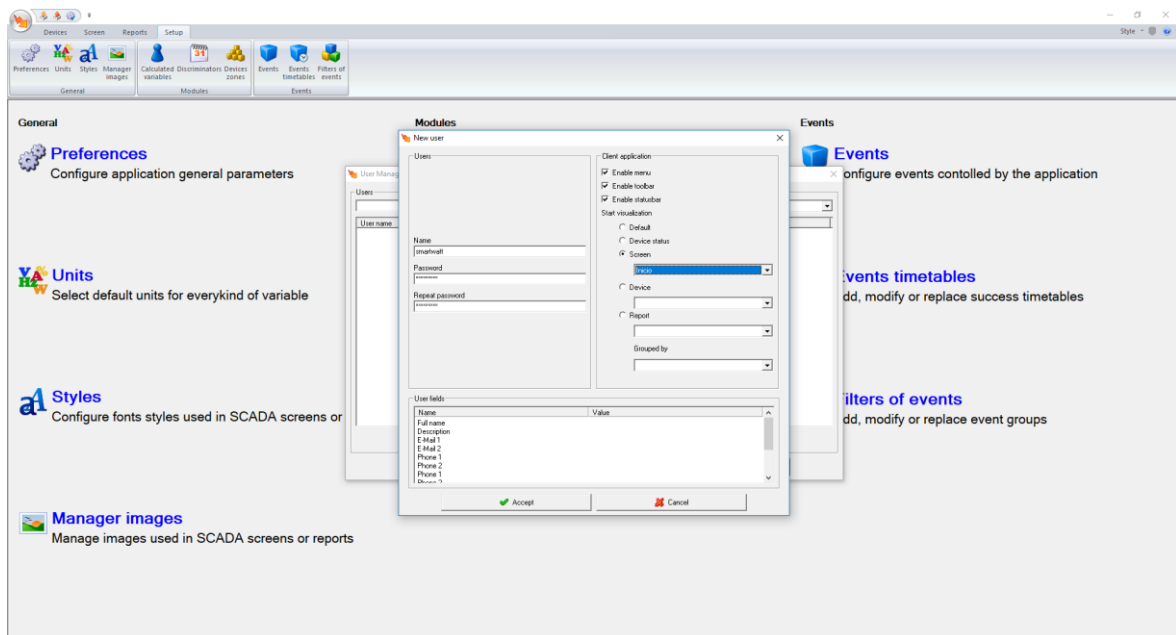 Devices Screen Reports Setup
Style
Preferences Units Styles Manager images
Calculated variables Discriminators Devices zones
Events Events timetables Filters of events
General Modules Events
General
Preferences
Configure application general parameters
Units
Select default units for everykind of variable
Styles
Configure fonts styles used in SCADA screens or
Manager images
Manage images used in SCADA screens or reports
Modules
Events
onfigure events contolled by the application
vents timetables
dd, modify or replace success timetables
ilters of events
dd, modify or replace event groups
User Manag
Users
User name
New user
Users
Name
smartwatt
Password
Repeat password
Client application
Enable menu
Enable toolbar
Enable statusbar
Start visualization
Default
Device status
Screen
Inicio
Device
Report
Grouped by
User fields
Name Value
Full name
Description
E-Mail 1
E-Mail 2
Phone 1
Phone 2
Phone 1
Phone 2
Accept
Cancel
31